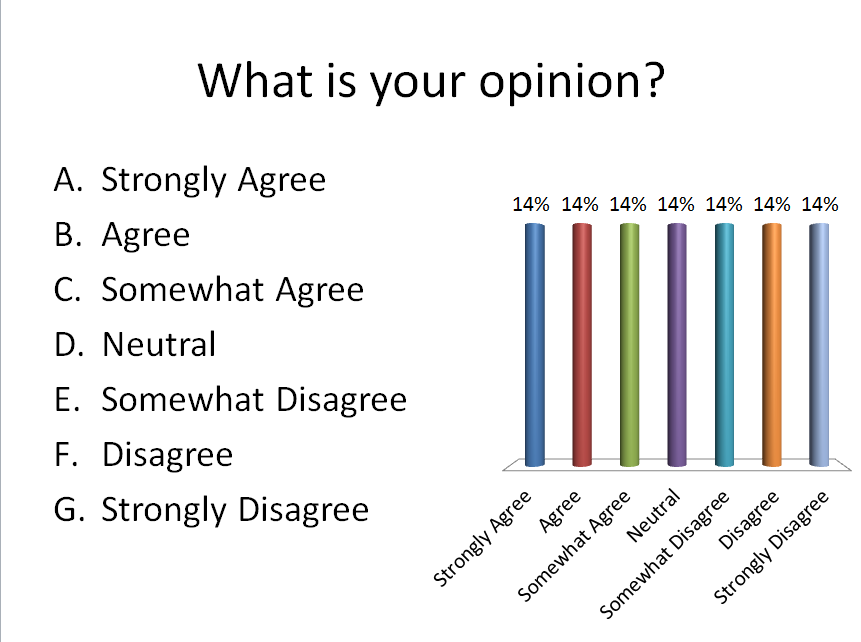 What is your opinion?
A. Strongly Agree
B. Agree
C. Somewhat Agree
D. Neutral
E. Somewhat Disagree
F. Disagree
G. Strongly Disagree
14% 14% 14% 14% 14% 14% 14%
Strongly Agree
Agree
Somewhat Agree
Neutral
Somewhat Disagree
Disagree
Strongly Disagree